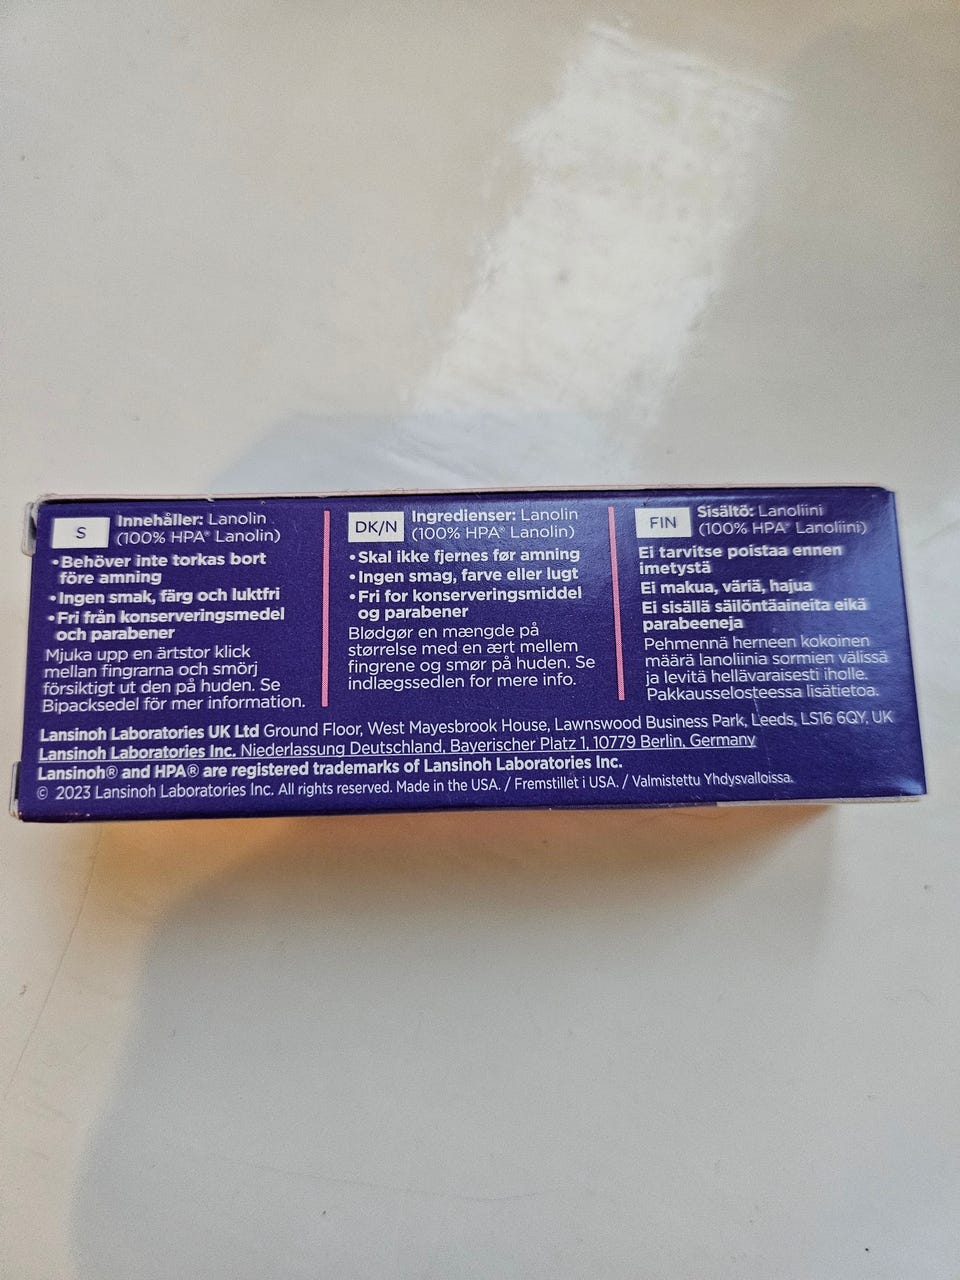 S
Innehåller: Lanolin
(100% HPA® Lanolin)
•Behöver inte torkas bort
före amning
•Ingen smak, färg och luktfri
•Fri från konserveringsmedel
och parabener
Mjuka upp en ärtstor klick
mellan fingrarna och smörj
försiktigt ut den på huden. Se
Bipacksedel för mer information.
DK/N
Ingredienser: Lanolin
(100% HPA® Lanolin)
•Skal ikke fjernes før amning
•Ingen smag, farve eller lugt
•Fri for konserveringsmiddel
og parabener
Blødgør en mængde på
størrelse med en ært mellem
fingrene og smør på huden. Se
indlægssedlen for mere info.
FIN
Sisältö: Lanoliini
(100% HPA® Lanoliini)
Ei tarvitse poistaa ennen
imetystä
Ei makua, väriä, hajua
Ei sisällä säilöntäaineita eikä
parabeeneja
Pehmennä herneen kokoinen
määrä lanoliinia sormien välissä
ja levitä hellävaraisesti iholle.
Pakkausselosteessa lisätietoa.
Lansinoh Laboratories UK Ltd Ground Floor, West Mayesbrook House, Lawnswood Business Park, Leeds, LS16 6QY, UK
Lansinoh Laboratories Inc. Niederlassung Deutschland, Bayerischer Platz 1, 10779 Berlin, Germany
Lansinoh® and HPA® are registered trademarks of Lansinoh Laboratories Inc.
© 2023 Lansinoh Laboratories Inc. All rights reserved. Made in the USA. / Fremstillet i USA. / Valmistettu Yhdysvalloissa.